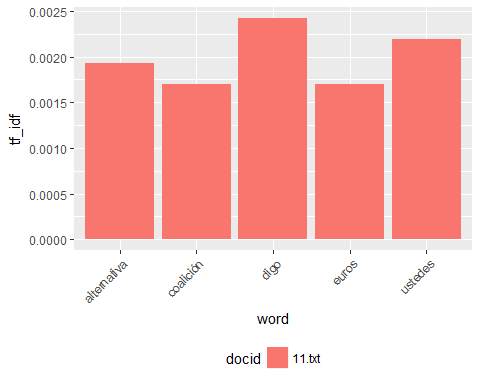 0.0025
0.0020
0.0015
0.0010
0.0005
0.0000
tf_idf
alternativa
coalición
digo
euros
ustedes
word
docid 11.txt